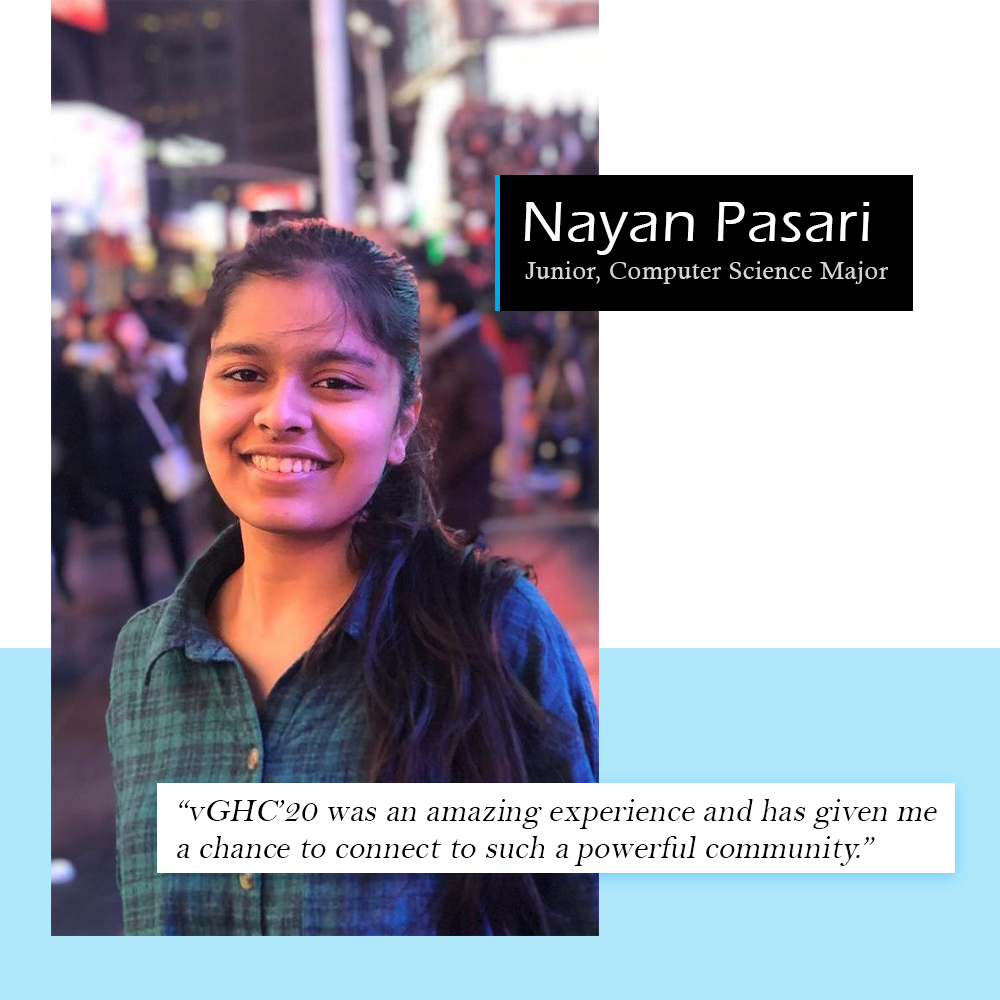 Nayan Pasari
Junior, Computer Science Major
“vGHC’20 was an amazing experience and has given me
a chance to connect to such a powerful community.”